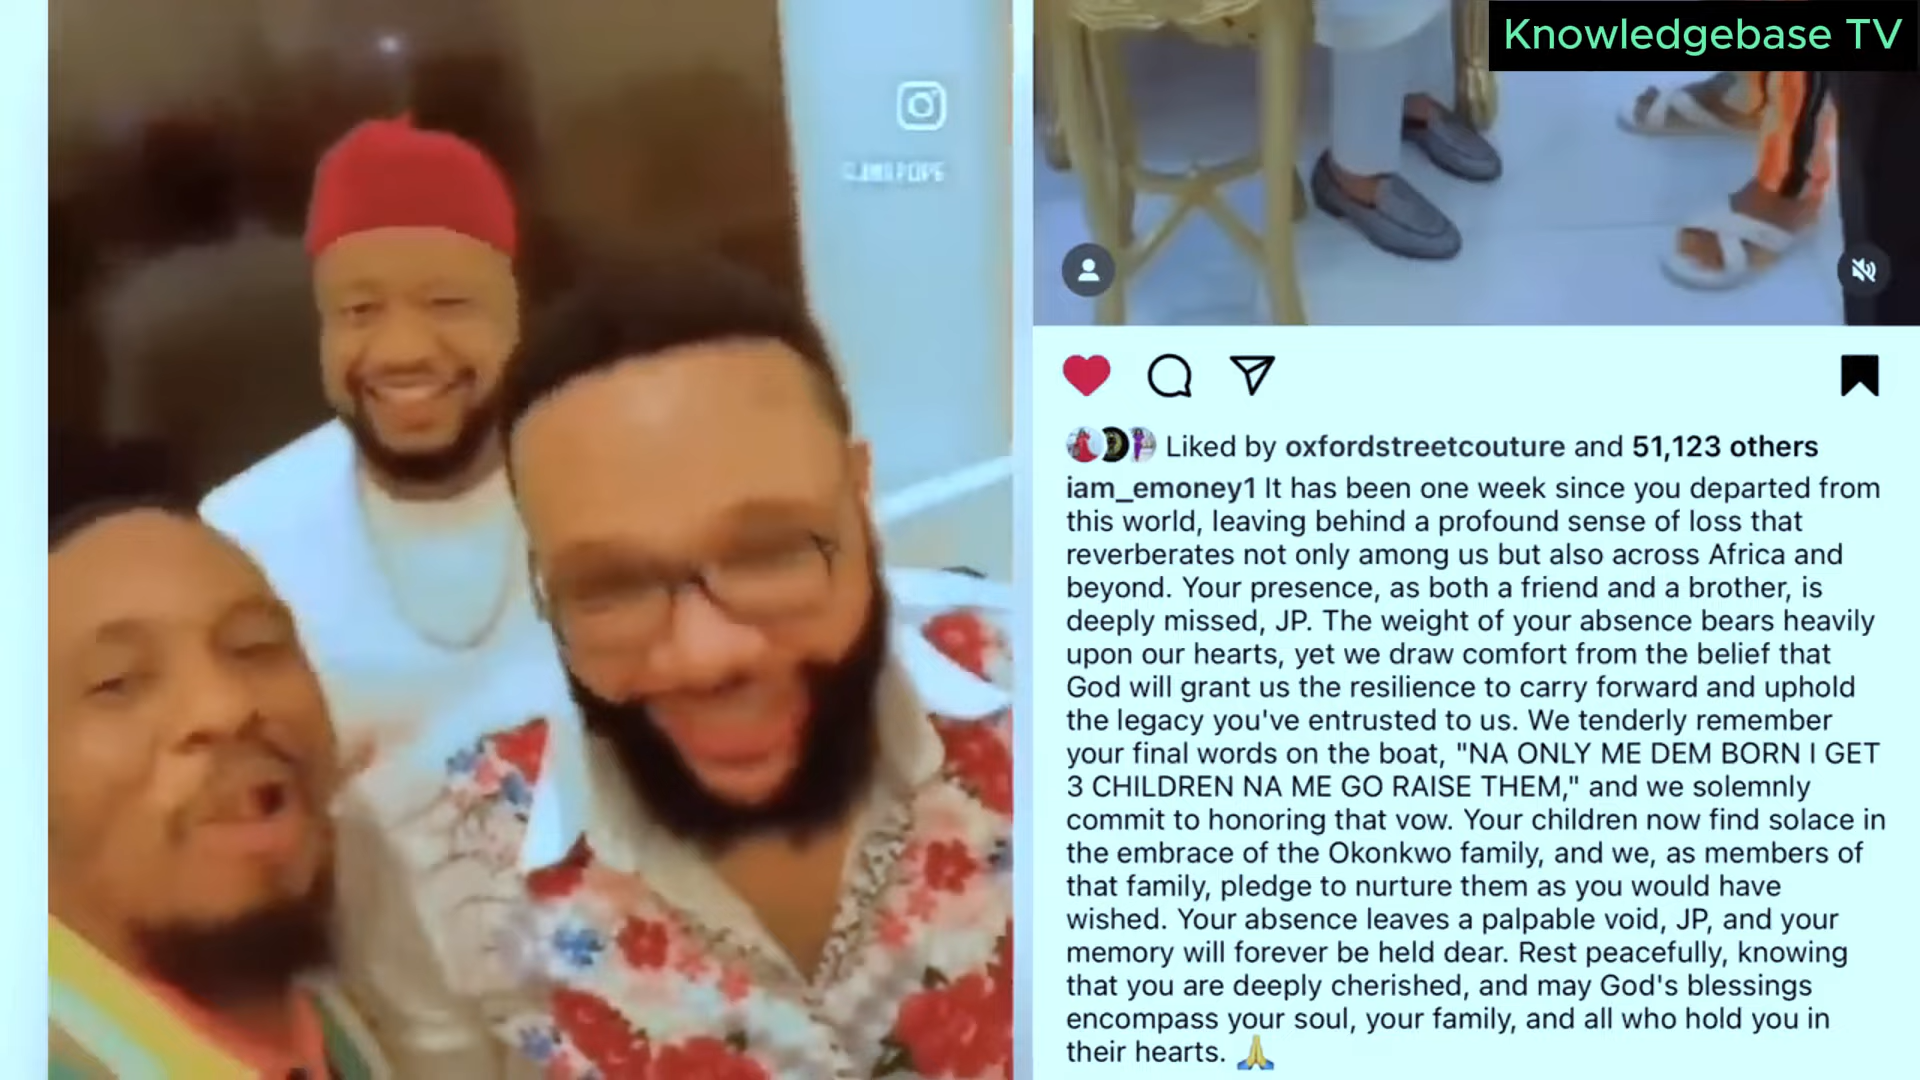 Knowledgebase TV
Liked by oxfordstreetcouture and 51,123 others
iam_emoney1 It has been one week since you departed from
this world, leaving behind a profound sense of loss that
reverberates not only among us but also across Africa and
beyond. Your presence, as both a friend and a brother, is
deeply missed, JP. The weight of your absence bears heavily
upon our hearts, yet we draw comfort from the belief that
God will grant us the resilience to carry forward and uphold
the legacy you've entrusted to us. We tenderly remember
your final words on the boat, "NA ONLY ME DEM BORN I GET
3 CHILDREN NA ME GO RAISE THEM," and we solemnly
commit to honoring that vow. Your children now find solace in
the embrace of the Okonkwo family, and we, as members of
that family, pledge to nurture them as you would have
wished. Your absence leaves a palpable void, JP, and your
memory will forever be held dear. Rest peacefully, knowing
that you are deeply cherished, and may God's blessings
encompass your soul, your family, and all who hold you in
their hearts. 🙏